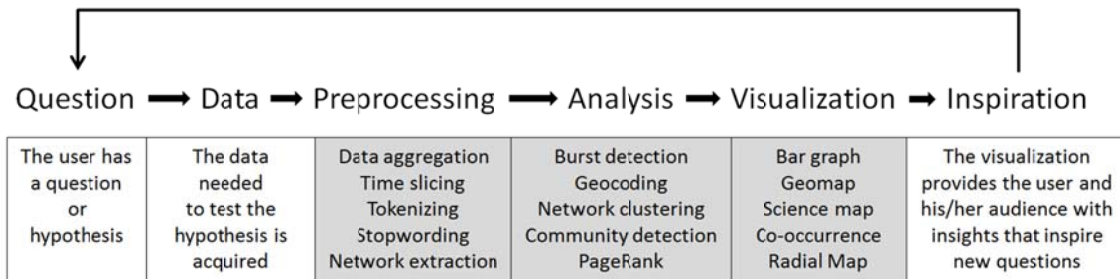 Question Data Preprocessing Analysis Visualization Inspiration
The user has
a question
or
hypothesis
The data
needed
to test the
hypothesis is
acquired
Data aggregation
Time slicing
Tokenizing
Stopwording
Network extraction
Burst detection
Geocoding
Network clustering
Community detection
PageRank
Bar graph
Geomap
Science map
Co-occurrence
Radial Map
The visualization
provides the user and
his/her audience with
insights that inspire
new questions